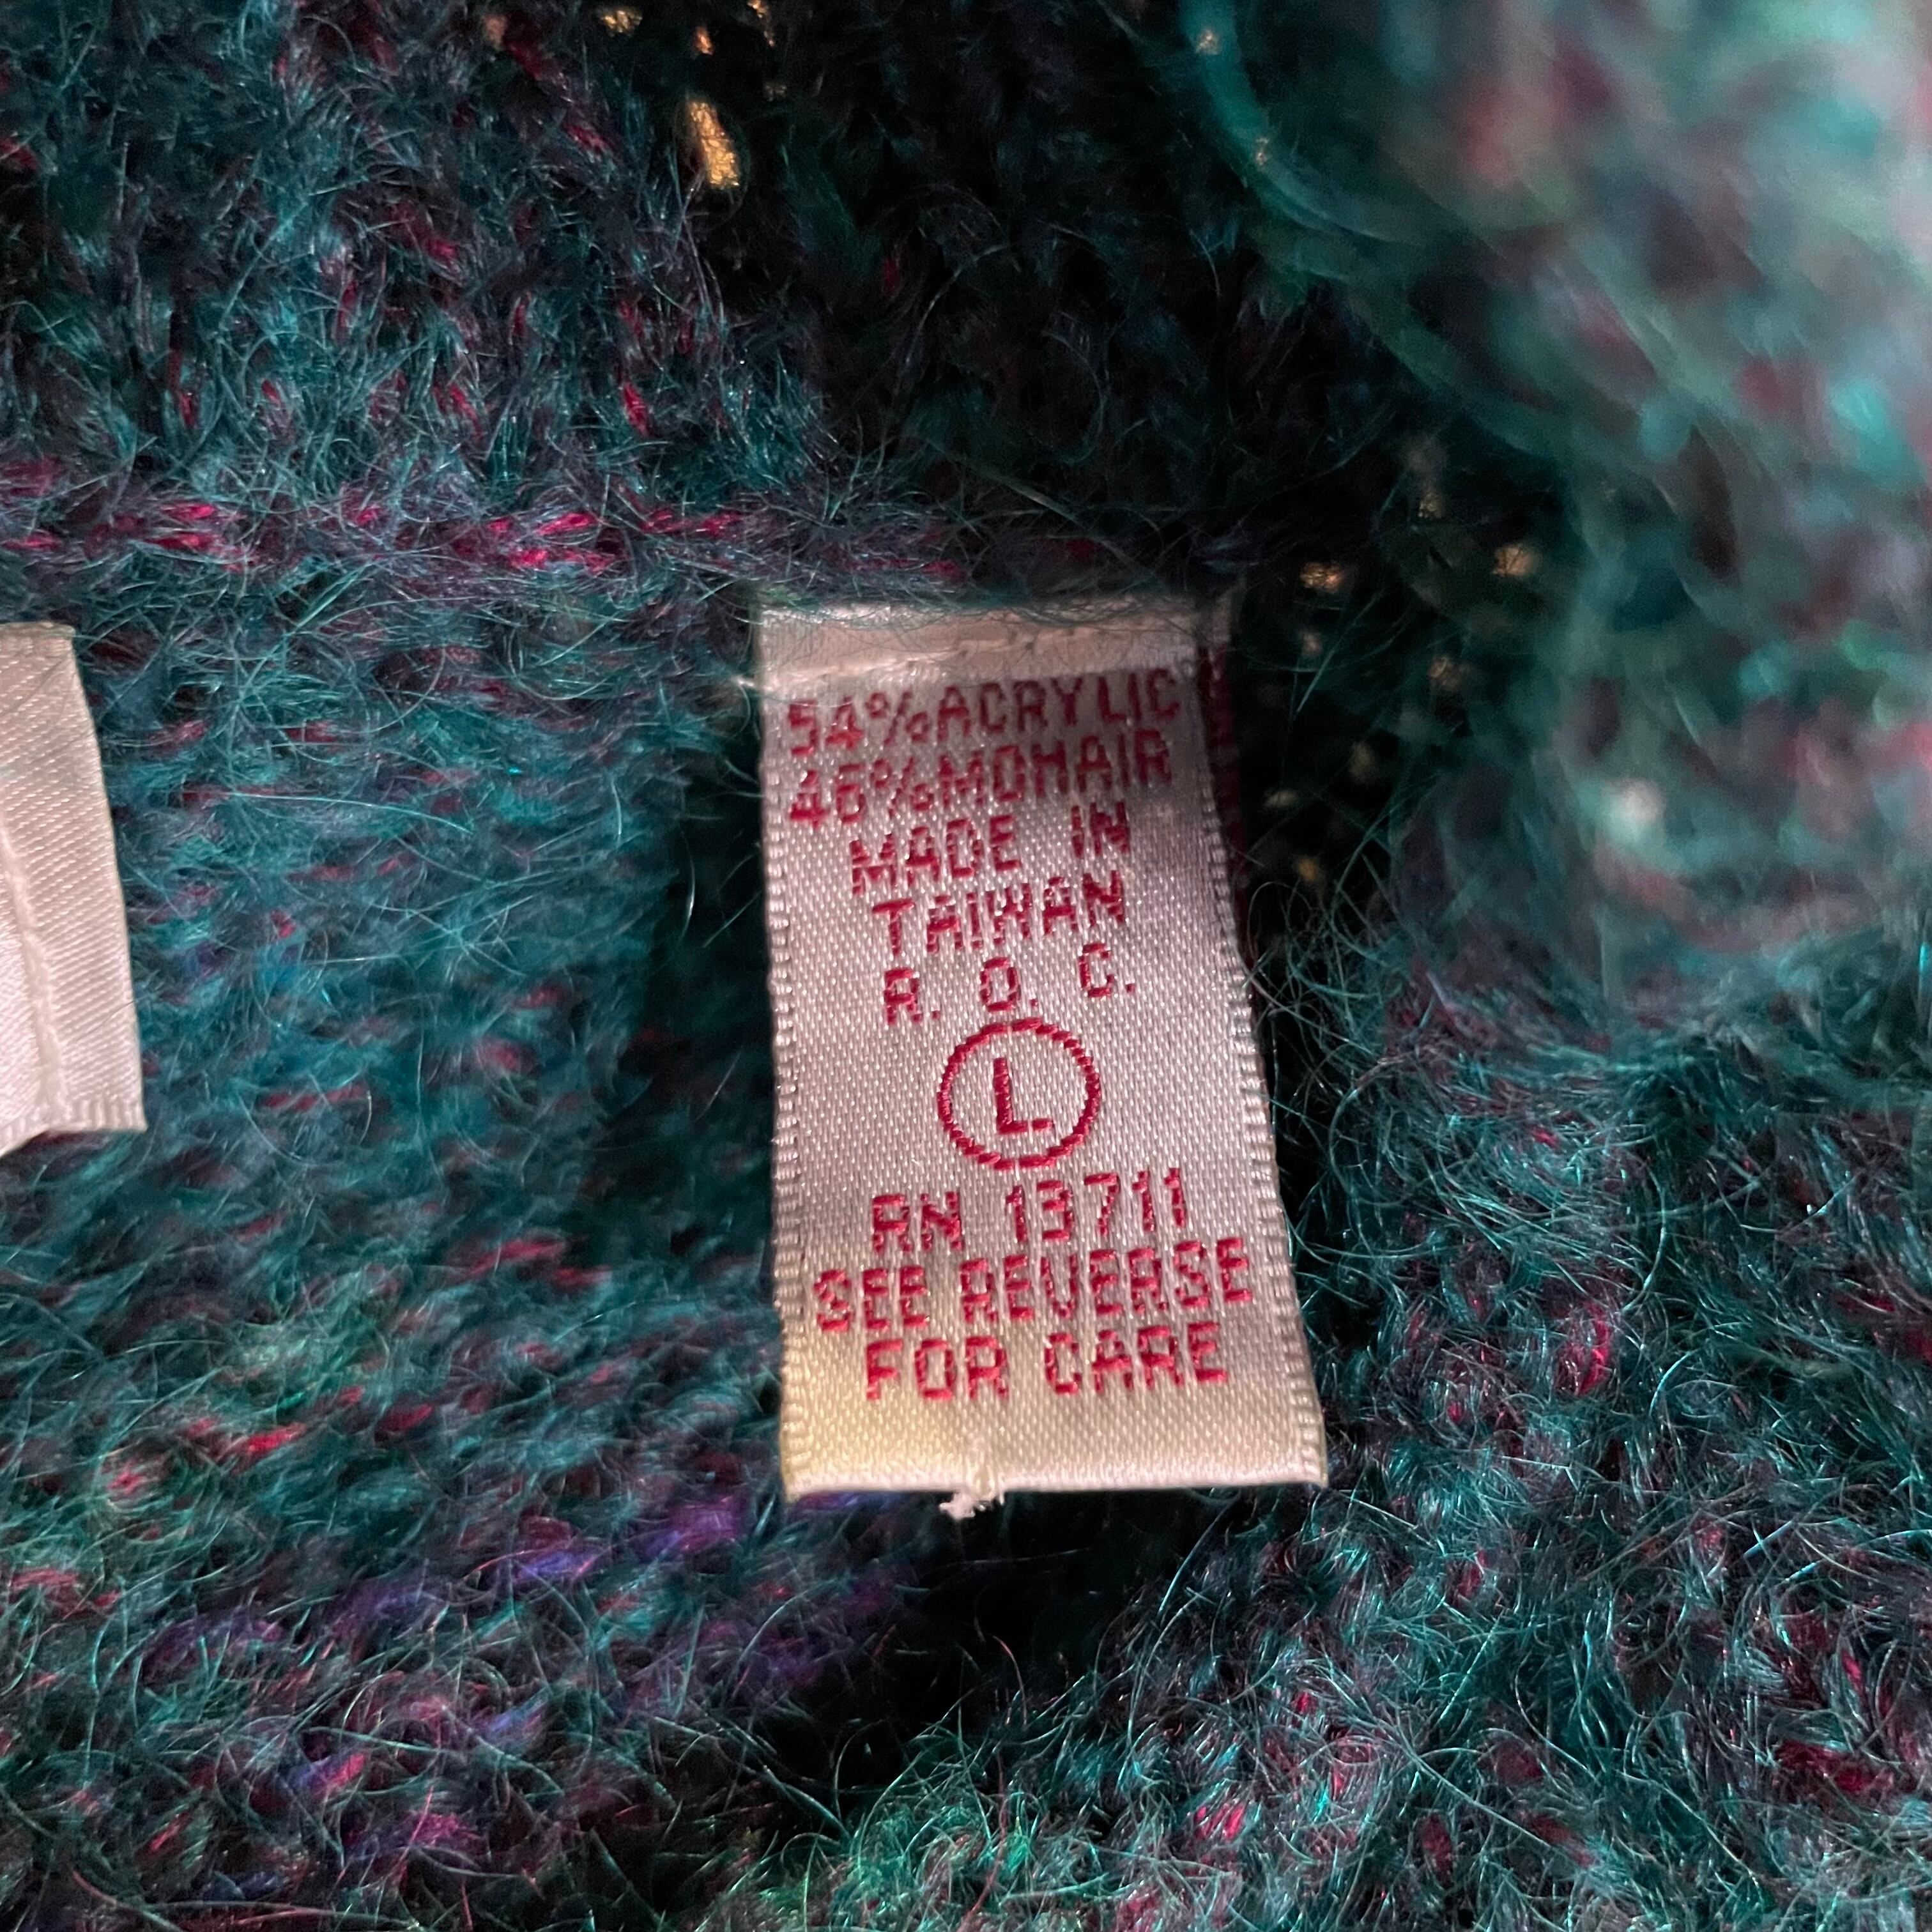 54% ACRYLIC
46% MOHAIR
MADE IN
TAIWAN
R. O. C.
L
RN 13711
SEE REVERSE
FOR CARE